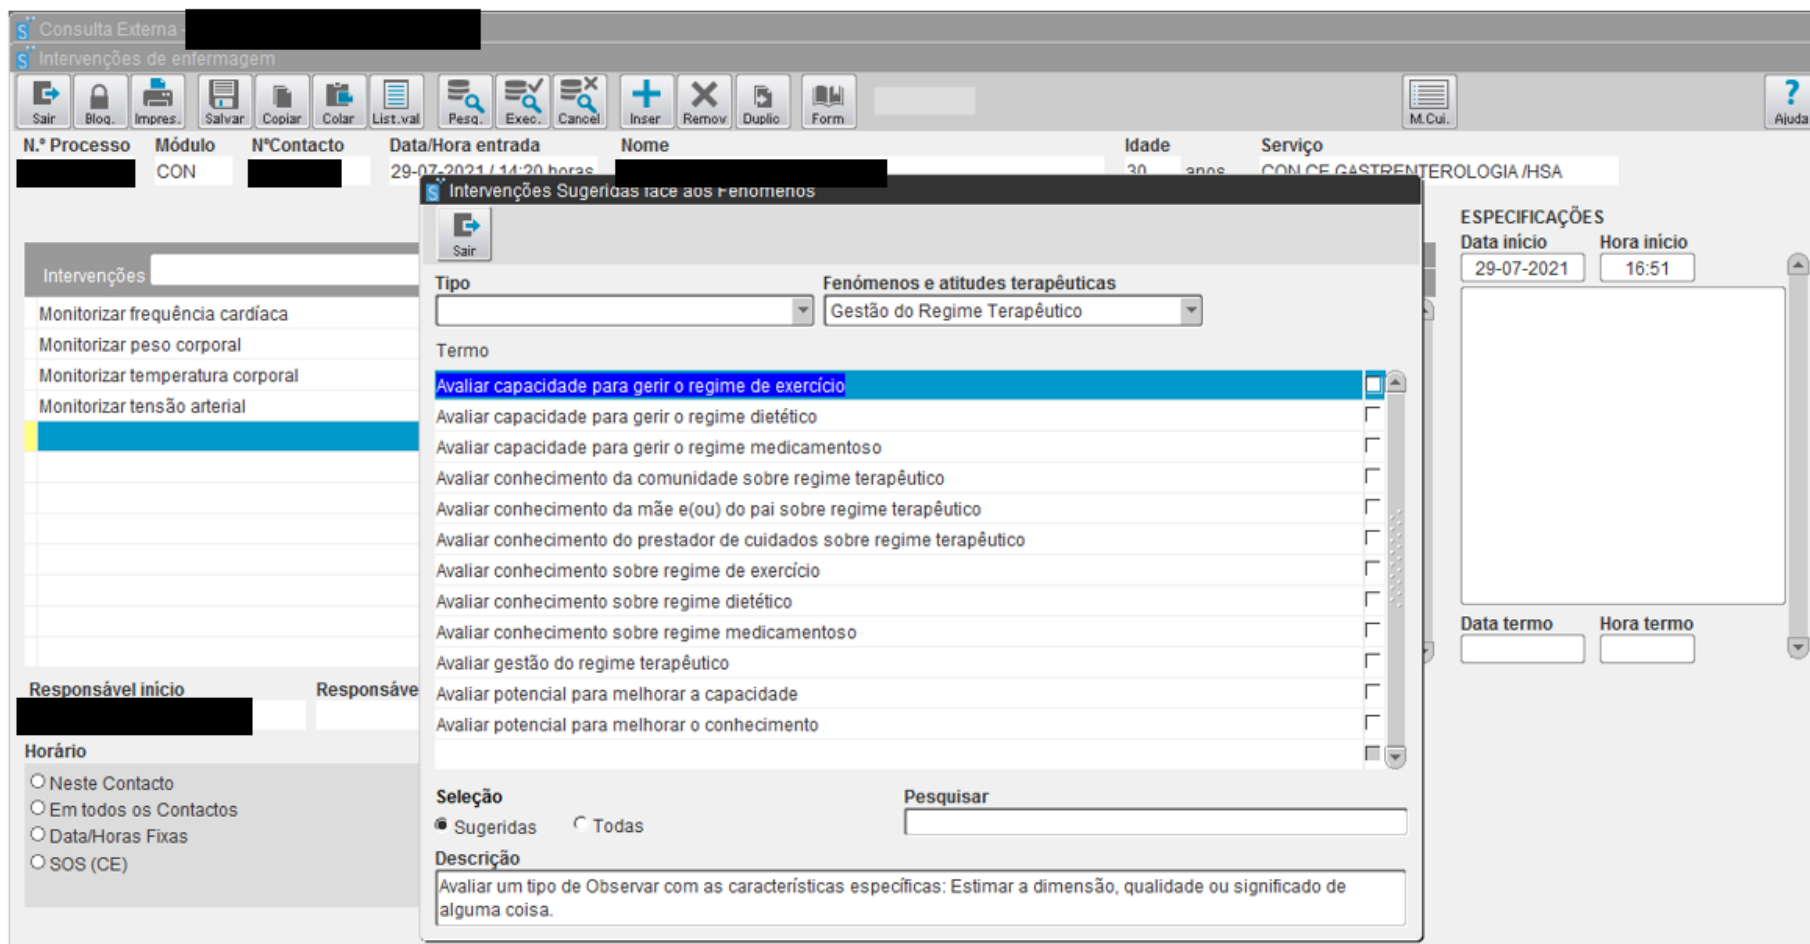 Consulta Externa -
Intervenções de enfermagem
Sair Bloq. Impres. Salvar Copiar Colar List.val Pesq. Exec. Cancel Inser Remov Duplic Form M.Cui. Ajuda
N.º Processo Módulo NºContacto Data/Hora entrada Nome Idade Serviço
CON 29-07-2021 / 14:20 horas 30 anos CON.CE GASTRENTEROLOGIA /HSA
Intervenções Sugeridas face aos Fenómenos
Sair
ESPECIFICAÇÕES
Data início Hora início
29-07-2021 16:51
Intervenções
Monitorizar frequência cardíaca
Monitorizar peso corporal
Monitorizar temperatura corporal
Monitorizar tensão arterial
Tipo Fenómenos e atitudes terapêuticas
Gestão do Regime Terapêutico
Termo
Avaliar capacidade para gerir o regime de exercício
Avaliar capacidade para gerir o regime dietético
Avaliar capacidade para gerir o regime medicamentoso
Avaliar conhecimento da comunidade sobre regime terapêutico
Avaliar conhecimento da mãe e(ou) do pai sobre regime terapêutico
Avaliar conhecimento do prestador de cuidados sobre regime terapêutico
Avaliar conhecimento sobre regime de exercício
Avaliar conhecimento sobre regime dietético
Avaliar conhecimento sobre regime medicamentoso
Avaliar gestão do regime terapêutico
Avaliar potencial para melhorar a capacidade
Avaliar potencial para melhorar o conhecimento
Data termo Hora termo
Responsável início Responsáve
Horário
Neste Contacto
Em todos os Contactos
Data/Horas Fixas
SOS (CE)
Seleção Pesquisar
Sugeridas Todas
Descrição
Avaliar um tipo de Observar com as características específicas: Estimar a dimensão, qualidade ou significado de
alguma coisa.